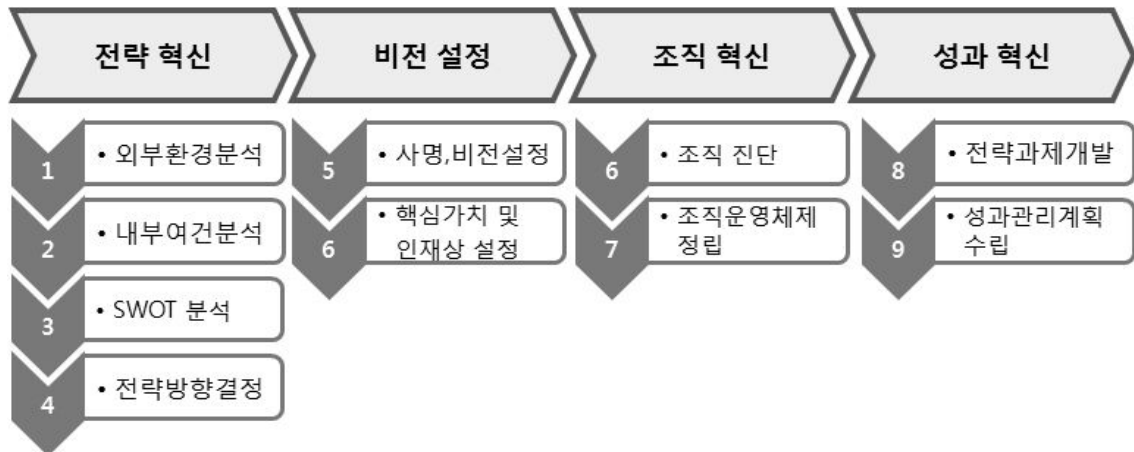 전략 혁신
1
• 외부환경분석
2
• 내부여건분석
3
• SWOT 분석
4
• 전략방향결정
비전 설정
5
• 사명,비전설정
6
• 핵심가치 및
인재상 설정
조직 혁신
6
• 조직 진단
7
• 조직운영체제
정립
성과 혁신
8
• 전략과제개발
9
• 성과관리계획
수립